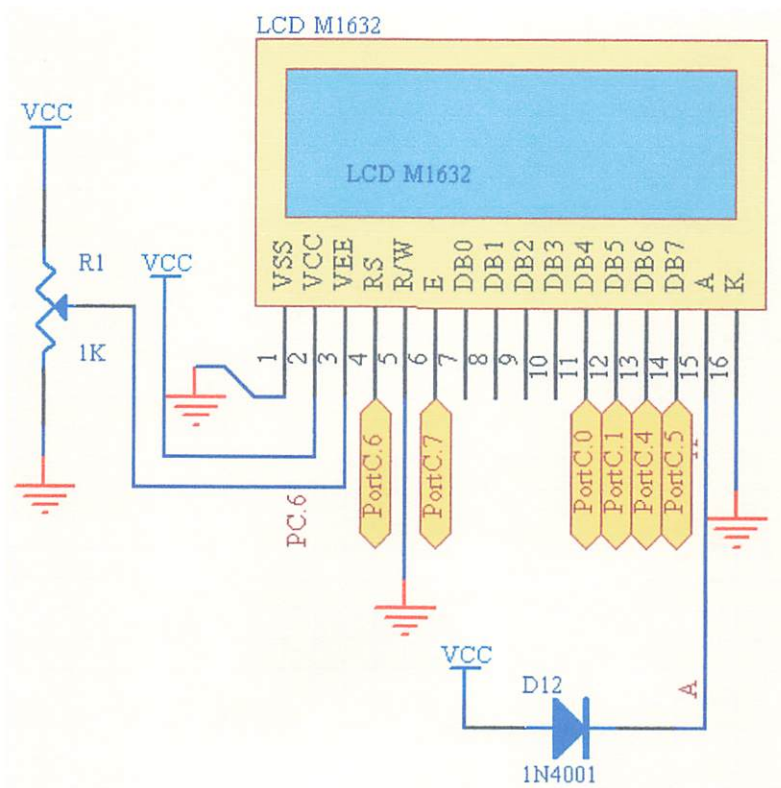 LCD M1632
VCC
LCD M1632
R1
VCC
1K
VSS
VCC
VEE
RS
R/W
E
DB0
DB1
DB2
DB3
DB4
DB5
DB6
DB7
A
K
1
2
3
4
5
6
7
8
9
10
11
12
13
14
15
16
PC.6
PortC.6
PortC.7
PortC.0
PortC.1
PortC.4
PortC.5
A
VCC
D12
1N4001